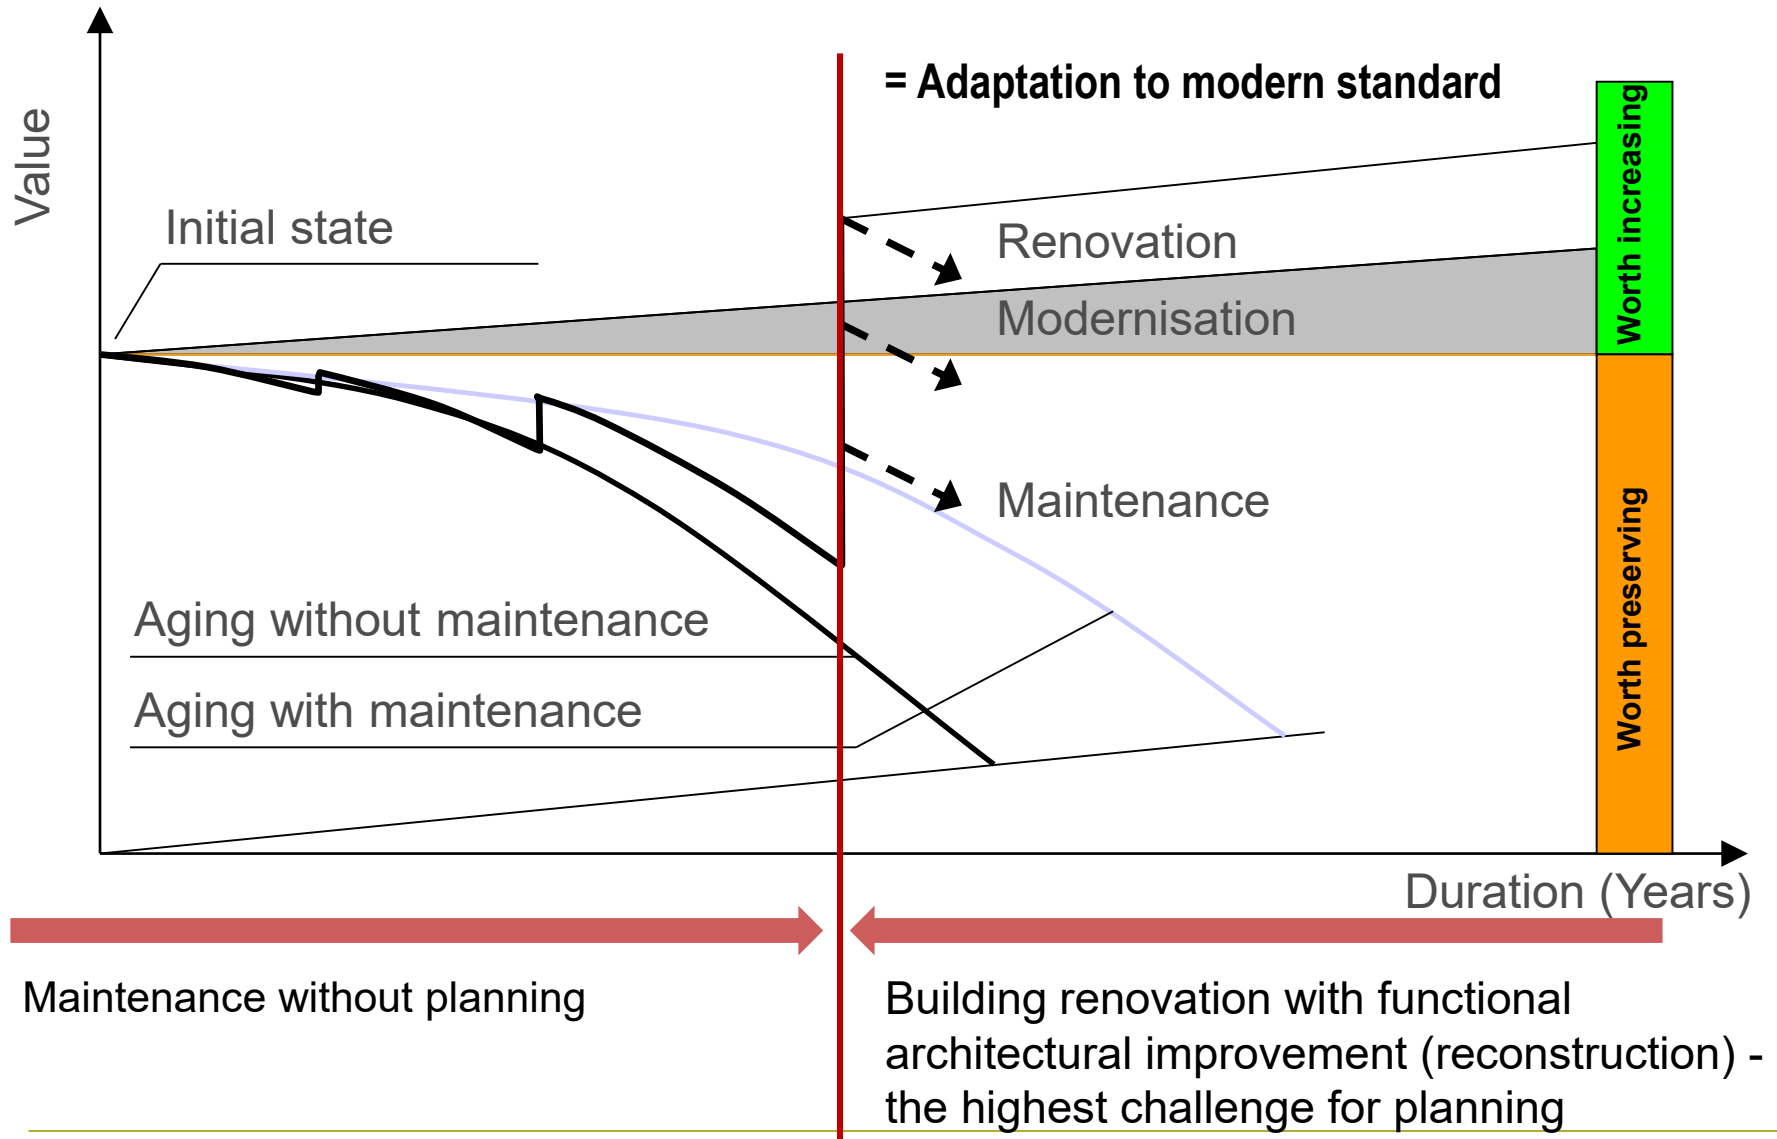 = Adaptation to modern standard
Value
Initial state
Renovation
Modernisation
Maintenance
Worth increasing
Worth preserving
Aging without maintenance
Aging with maintenance
Duration (Years)
Maintenance without planning
Building renovation with functional
architectural improvement (reconstruction) -
the highest challenge for planning